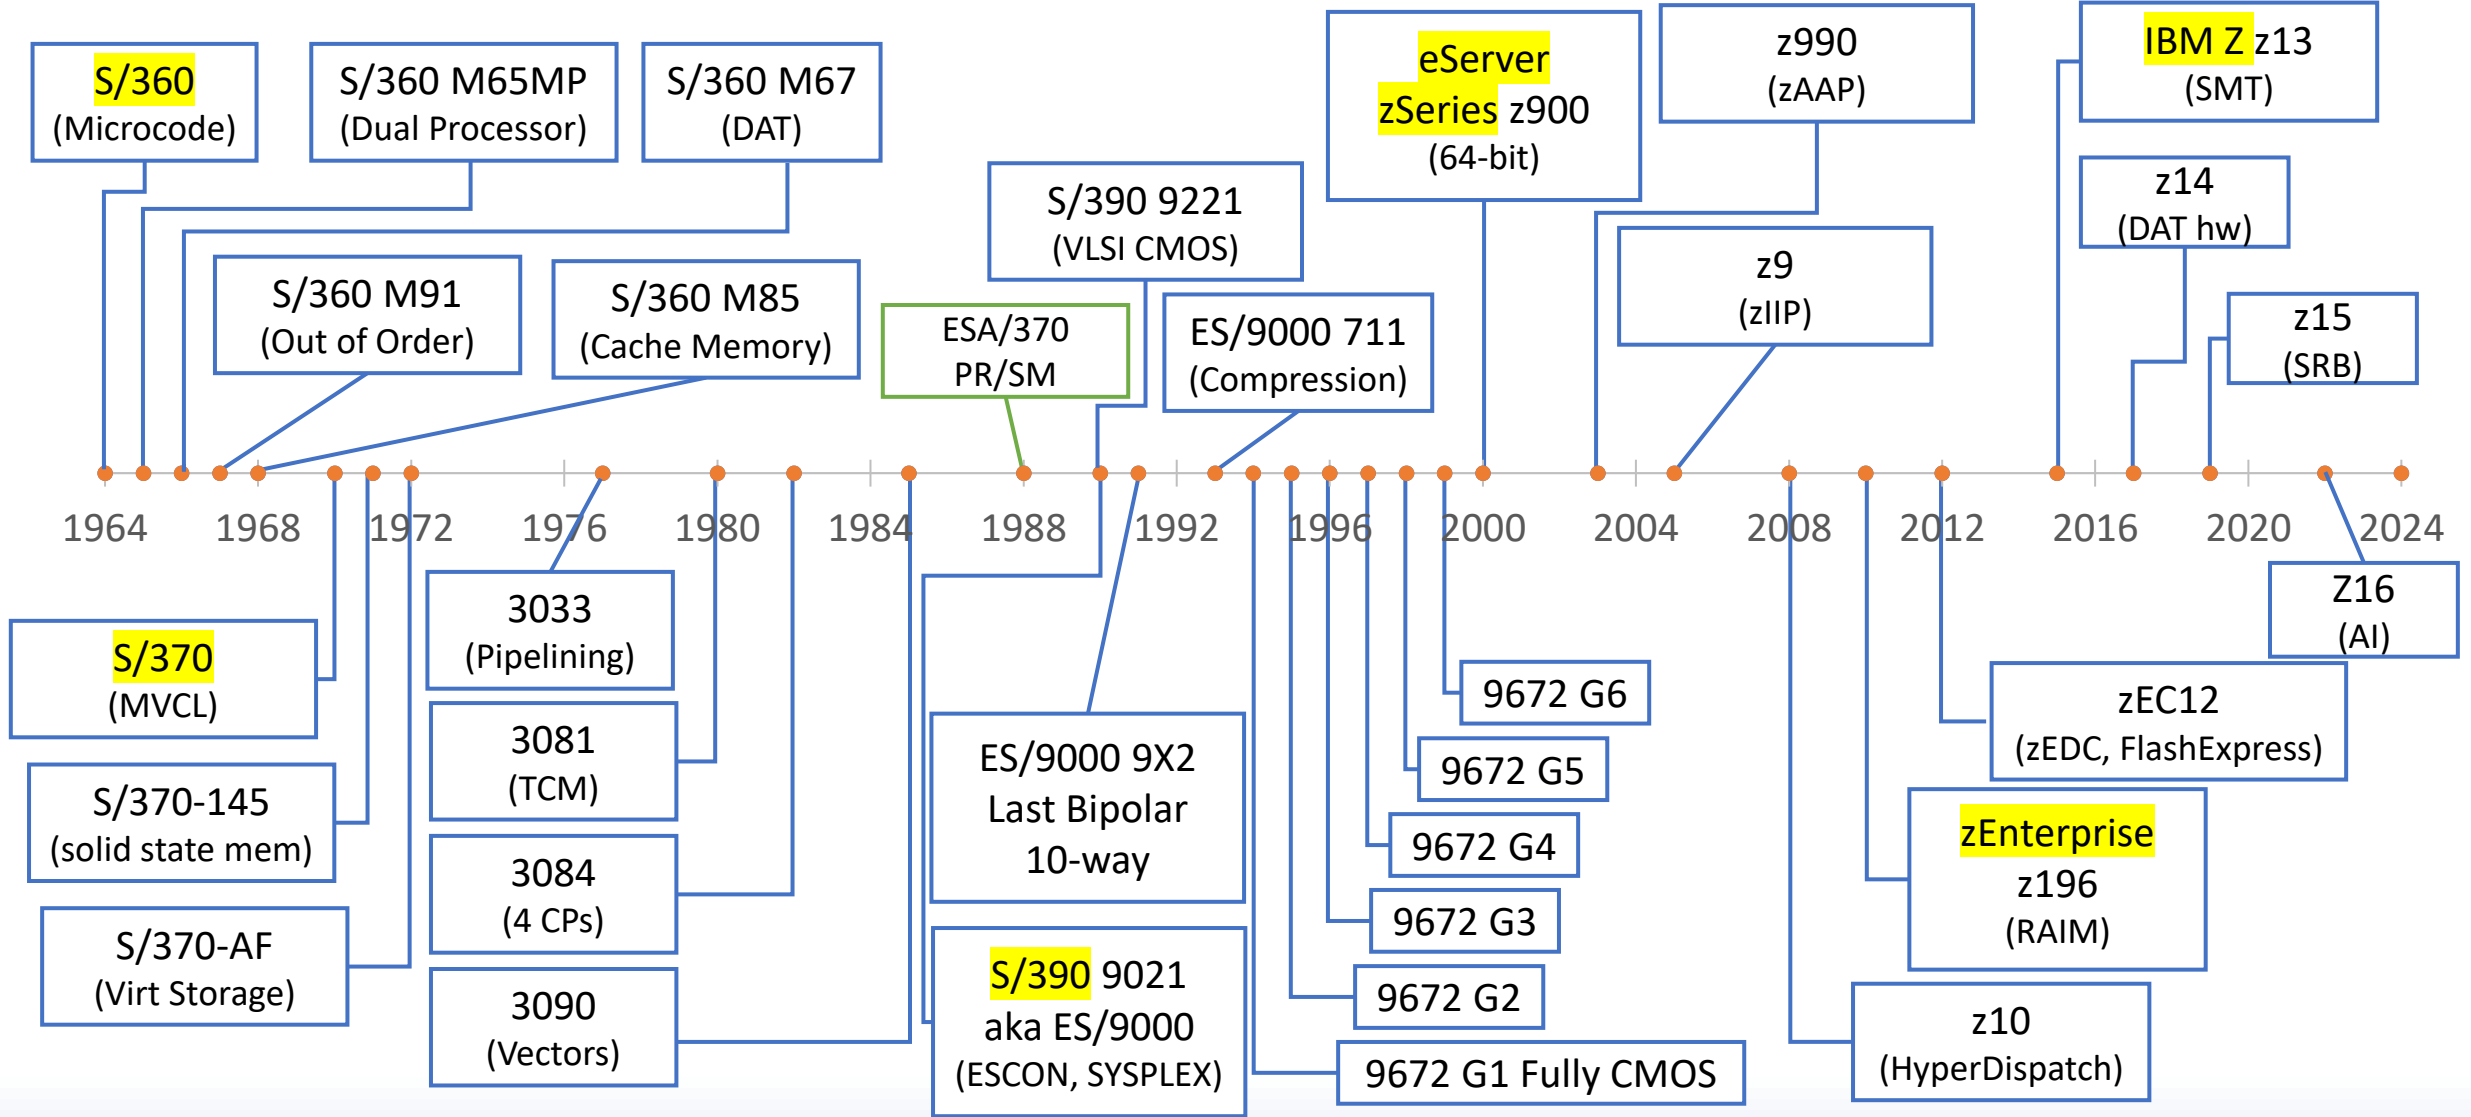 S/360
(Microcode)
S/360 M65MP
(Dual Processor)
S/360 M67
(DAT)
S/360 M91
(Out of Order)
S/360 M85
(Cache Memory)
ESA/370
PR/SM
S/390 9221
(VLSI CMOS)
ES/9000 711
(Compression)
eServer
zSeries z900
(64-bit)
z990
(zAAP)
z9
(zIIP)
IBM Z z13
(SMT)
z14
(DAT hw)
z15
(SRB)
1964 1968 1972 1976 1980 1984 1988 1992 1996 2000 2004 2008 2012 2016 2020 2024
S/370
(MVCL)
S/370-145
(solid state mem)
S/370-AF
(Virt Storage)
3033
(Pipelining)
3081
(TCM)
3084
(4 CPs)
3090
(Vectors)
ES/9000 9X2
Last Bipolar
10-way
S/390 9021
aka ES/9000
(ESCON, SYSPLEX)
9672 G6
9672 G5
9672 G4
9672 G3
9672 G2
9672 G1 Fully CMOS
Z16
(AI)
zEC12
(zEDC, FlashExpress)
zEnterprise
z196
(RAIM)
z10
(HyperDispatch)